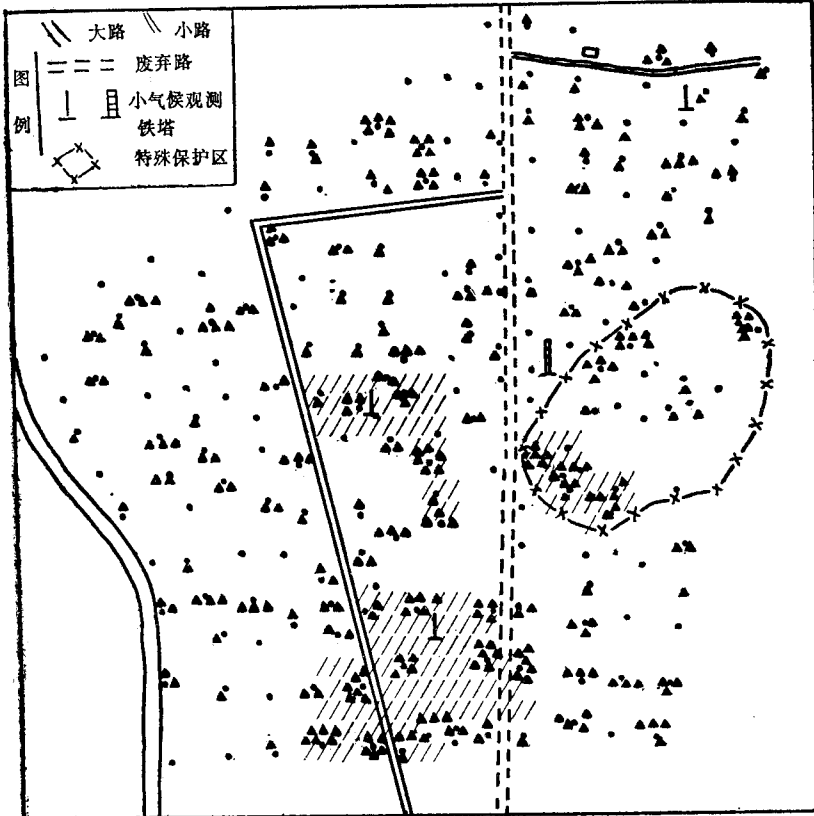 图例
大路 小路
废弃路
小气候观测
铁塔
特殊保护区